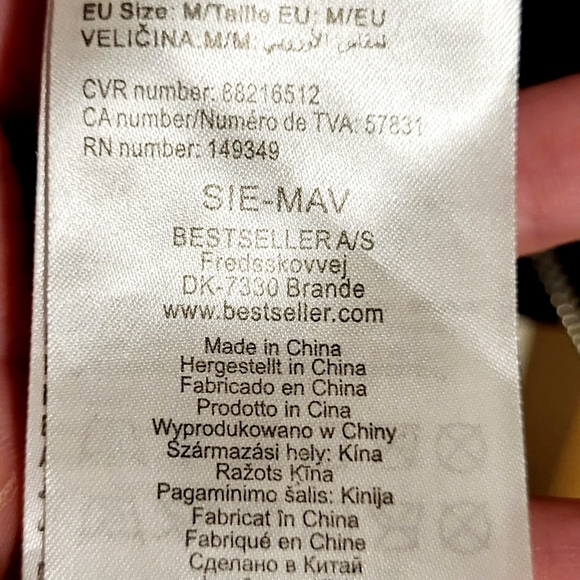 EU Size: M/Taille EU: M/EU
VELIČINA:M/M: المقاس الأوروبي
CVR number: 68216512
CA number/Numéro de TVA: 57831
RN number: 149349
SIE-MAV
BESTSELLER A/S
Fredsskovvej
DK-7330 Brande
www.bestseller.com
Made in China
Hergestellt in China
Fabricado en China
Prodotto in Cina
Wyprodukowano w Chiny
Származási hely: Kína
Ražots Ķīna
Pagaminimo šalis: Kinija
Fabricat în China
Fabriqué en Chine
Сделано в Китай